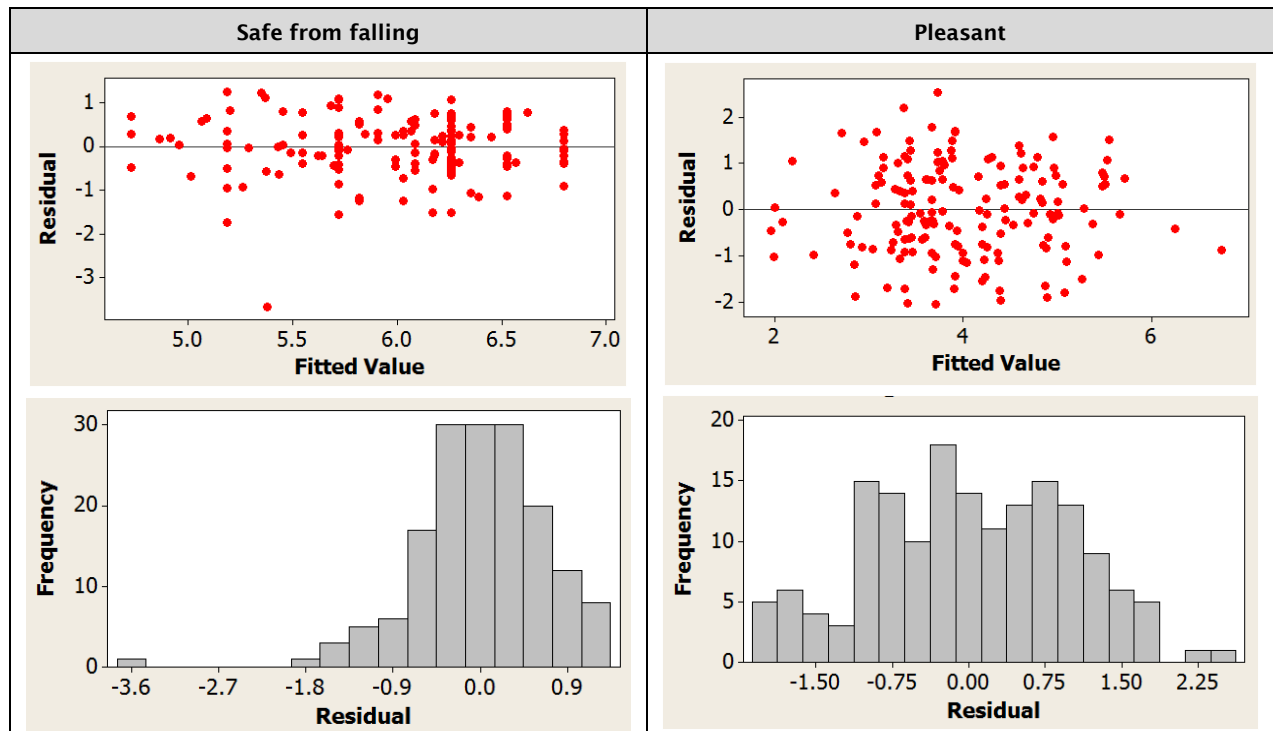 Safe from falling
Pleasant
Residual
1
0
-1
-2
-3
5.0 5.5 6.0 6.5 7.0
Fitted Value
Residual
2
1
0
-1
-2
2 4 6
Fitted Value
Frequency
30
20
10
0
-3.6 -2.7 -1.8 -0.9 0.0 0.9
Residual
Frequency
20
15
10
5
0
-1.50 -0.75 0.00 0.75 1.50 2.25
Residual